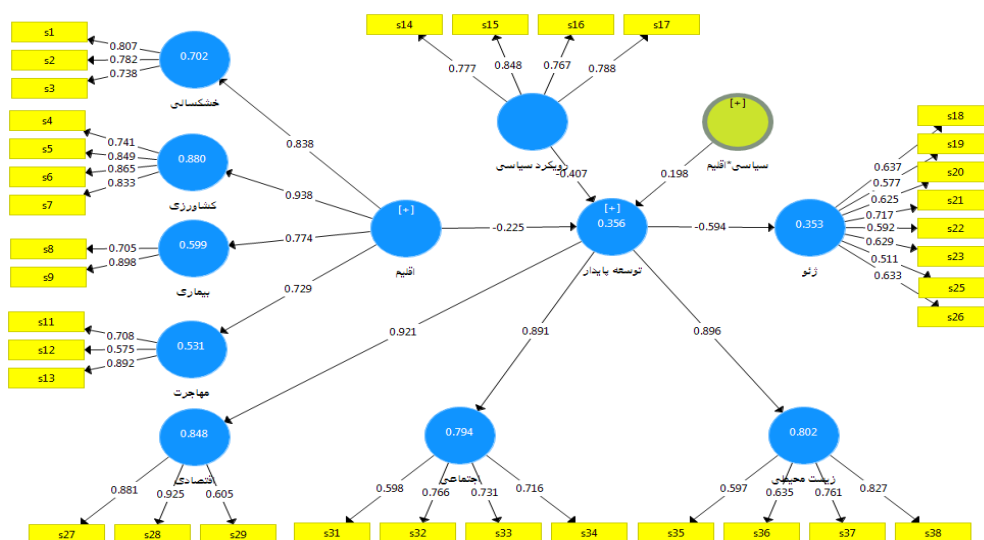 s14
s15
s16
s17
0.777
0.848
0.767
0.788
رویکرد سیاسی
-0.407
[+]
سیاسی*اقلیم
0.198
s1
s2
s3
0.807
0.782
0.738
0.702
خشکسالی
0.838
s4
s5
s6
s7
0.741
0.849
0.865
0.833
0.880
کشاورزی
0.938
s8
s9
0.705
0.898
0.599
بیماری
0.774
s11
s12
s13
0.708
0.575
0.892
0.531
مهاجرت
0.729
[+]
اقلیم
-0.225
[+]
0.356
توسعه پایدار
-0.594
0.353
ژئو
0.637
0.577
0.625
0.717
0.592
0.629
0.511
0.633
s18
s19
s20
s21
s22
s23
s25
s26
0.921
0.891
0.896
0.848
اقتصادی
0.881
0.925
0.605
s27
s28
s29
0.794
اجتماعی
0.598
0.766
0.731
0.716
s31
s32
s33
s34
0.802
زیست محیطی
0.597
0.635
0.761
0.827
s35
s36
s37
s38